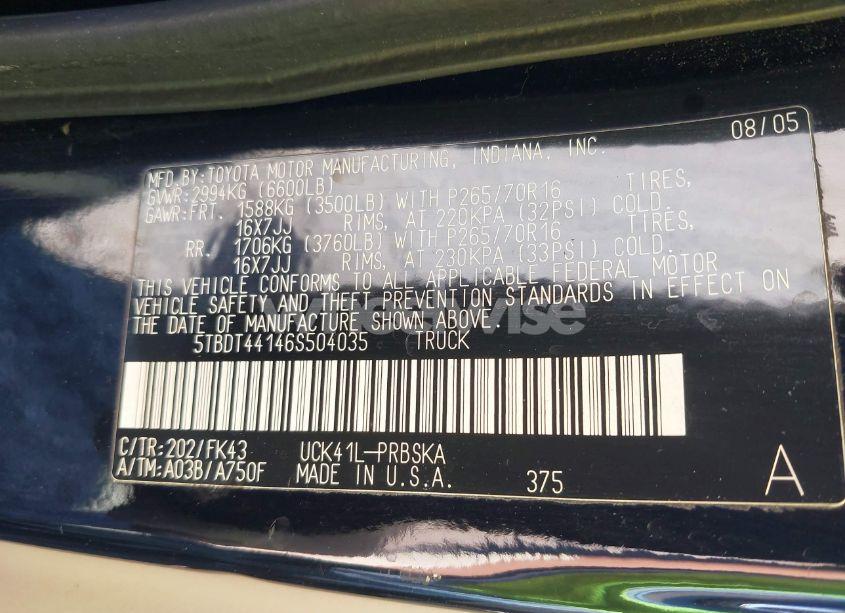 08/05
MFD BY:TOYOTA MOTOR MANUFACTURING, INDIANA, INC.
GVWR:2994KG (6600LB)
GAWR:FRT. 1588KG (3500LB) WITH P265/70R16 TIRES,
16X7JJ RIMS, AT 220KPA (32PSI) COLD.
RR. 1706KG (3760LB) WITH P265/70R16 TIRES,
16X7JJ RIMS, AT 230KPA (33PSI) COLD.
THIS VEHICLE CONFORMS TO ALL APPLICABLE FEDERAL MOTOR
VEHICLE SAFETY AND THEFT PREVENTION STANDARDS IN EFFECT ON
THE DATE OF MANUFACTURE SHOWN ABOVE.
5TBDT44146S504035 TRUCK
C/TR:202/FK43 UCK41L-PRBSKA
A/TM:A03B/A750F MADE IN U.S.A. 375 A